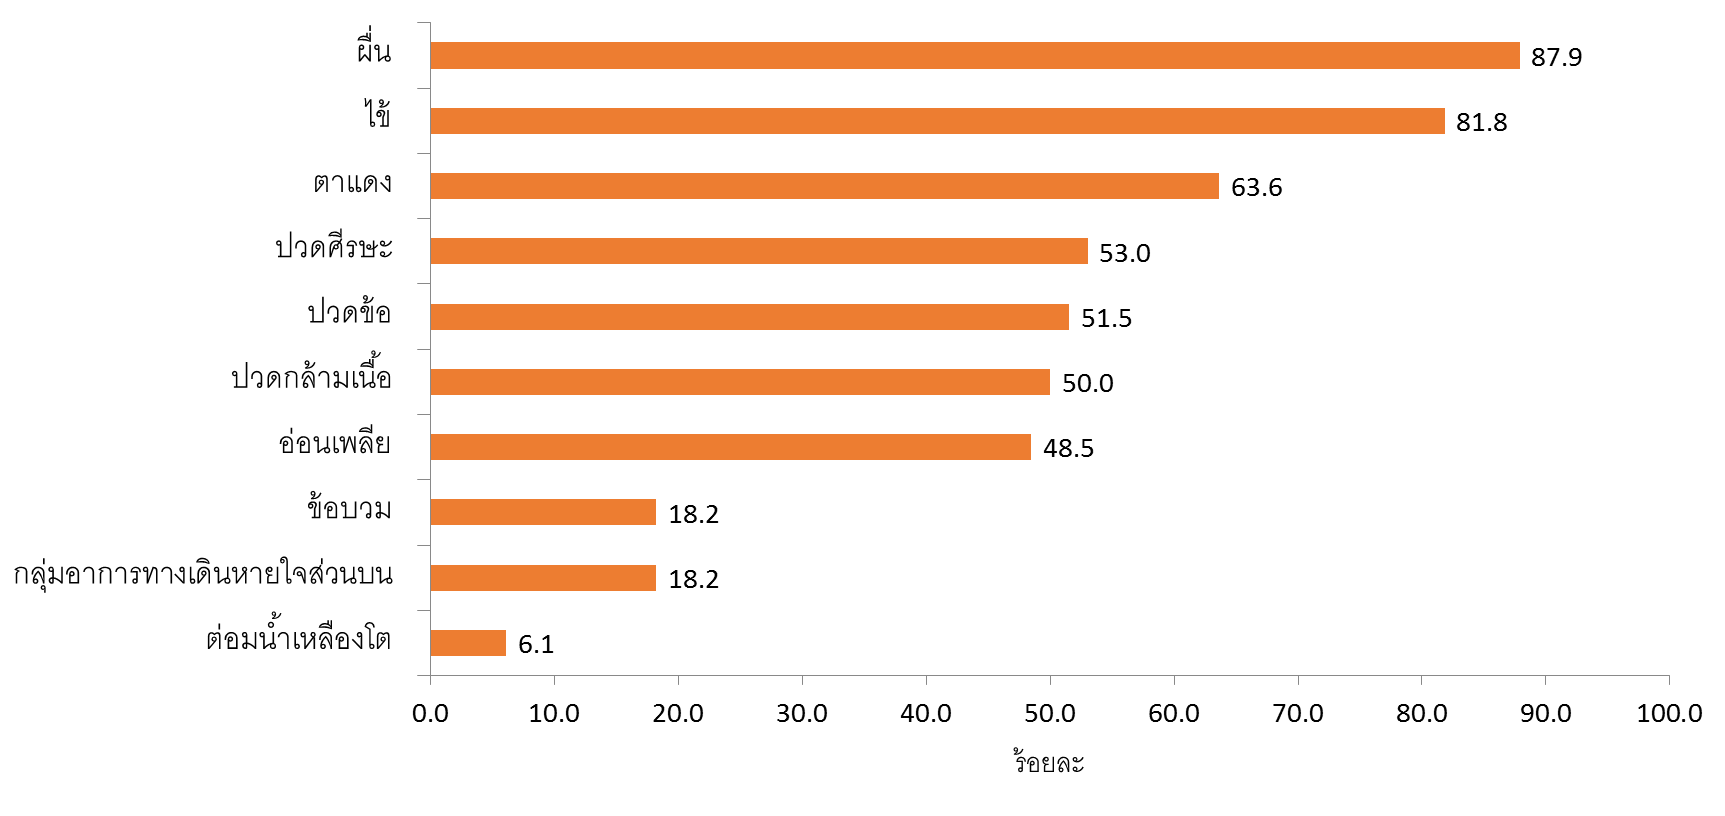 ผื่น 87.9
ไข้ 81.8
ตาแดง 63.6
ปวดศีรษะ 53.0
ปวดข้อ 51.5
ปวดกล้ามเนื้อ 50.0
อ่อนเพลีย 48.5
ข้อบวม 18.2
กลุ่มอาการทางเดินหายใจส่วนบน 18.2
ต่อมน้ำเหลืองโต 6.1
0.0 10.0 20.0 30.0 40.0 50.0 60.0 70.0 80.0 90.0 100.0
ร้อยละ